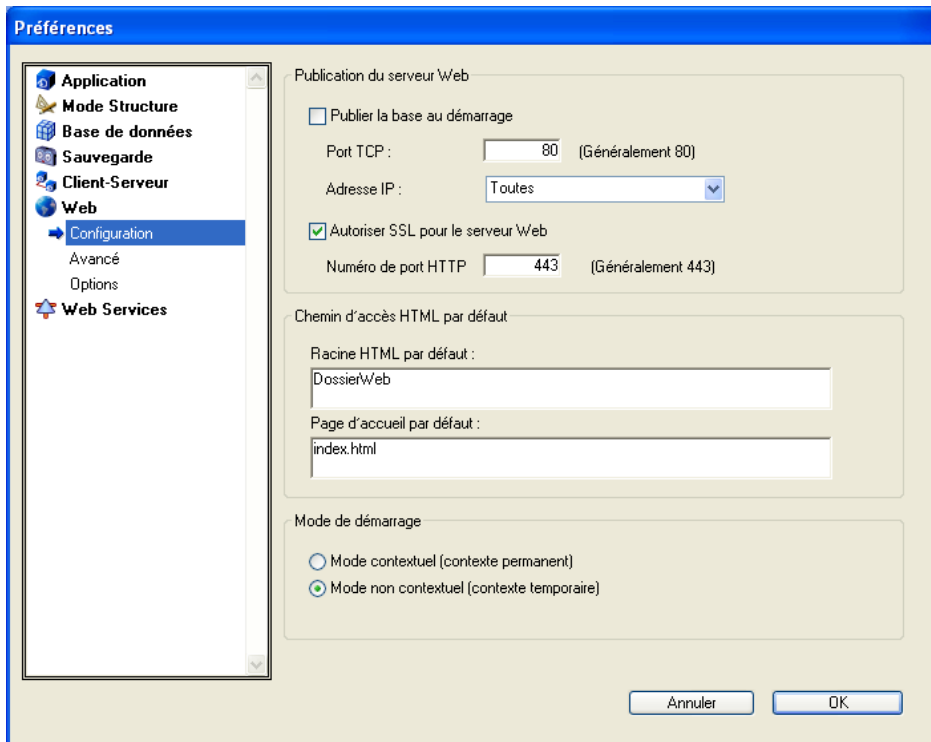 Préférences
Application
Mode Structure
Base de données
Sauvegarde
Client-Serveur
Web
Configuration
Avancé
Options
Web Services
Publication du serveur Web
Publier la base au démarrage
Port TCP : 80 (Généralement 80)
Adresse IP : Toutes
Autoriser SSL pour le serveur Web
Numéro de port HTTP 443 (Généralement 443)
Chemin d'accès HTML par défaut
Racine HTML par défaut :
DossierWeb
Page d'accueil par défaut :
index.html
Mode de démarrage
Mode contextuel (contexte permanent)
Mode non contextuel (contexte temporaire)
Annuler OK